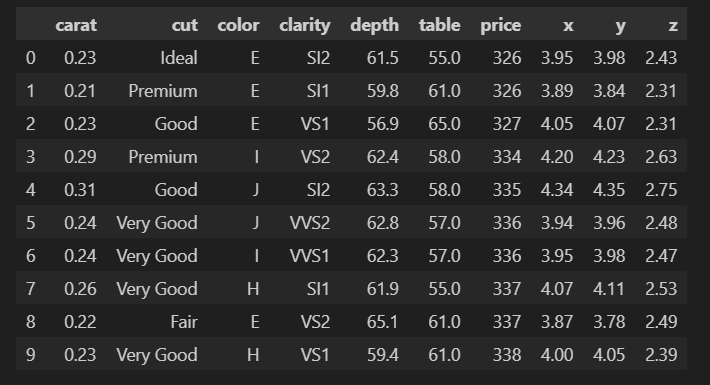 carat cut color clarity depth table price x y z
0 0.23 Ideal E SI2 61.5 55.0 326 3.95 3.98 2.43
1 0.21 Premium E SI1 59.8 61.0 326 3.89 3.84 2.31
2 0.23 Good E VS1 56.9 65.0 327 4.05 4.07 2.31
3 0.29 Premium I VS2 62.4 58.0 334 4.20 4.23 2.63
4 0.31 Good J SI2 63.3 58.0 335 4.34 4.35 2.75
5 0.24 Very Good J VVS2 62.8 57.0 336 3.94 3.96 2.48
6 0.24 Very Good I VVS1 62.3 57.0 336 3.95 3.98 2.47
7 0.26 Very Good H SI1 61.9 55.0 337 4.07 4.11 2.53
8 0.22 Fair E VS2 65.1 61.0 337 3.87 3.78 2.49
9 0.23 Very Good H VS1 59.4 61.0 338 4.00 4.05 2.39